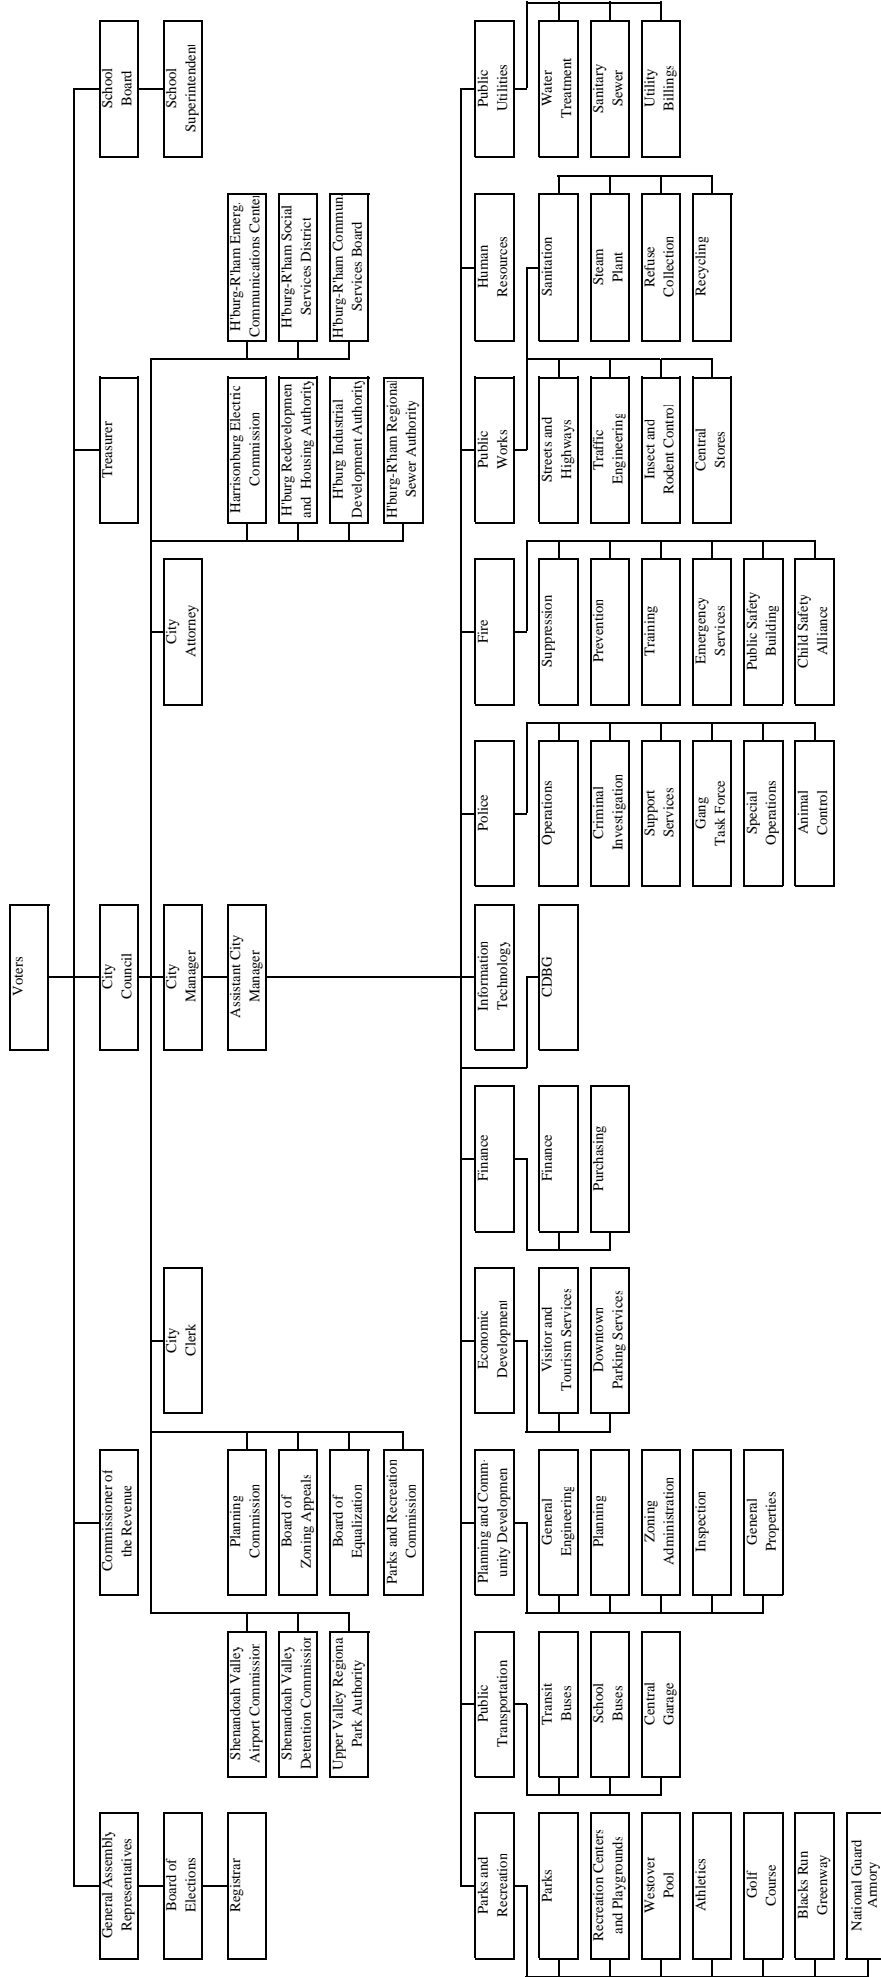 Voters
General Assembly
Representatives
Commissioner of
the Revenue
City
Council
Treasurer
School
Board
Board of
Elections
City
Clerk
City
Manager
City
Attorney
School
Superintendent
Registrar
Shenandoah Valley
Airport Commission
Planning
Commission
Assistant City
Manager
Harrisonburg Electric
Commission
H'burg-R'ham Emerg.
Communications Center
Shenandoah Valley
Detention Commission
Board of
Zoning Appeals
H'burg Redevelopmen
and Housing Authority
H'burg-R'ham Social
Services District
Upper Valley Regiona
Park Authority
Board of
Equalization
H'burg Industrial
Development Authority
H'burg-R'ham Commun.
Services Board
Parks and Recreation
Commission
H'burg-R'ham Regional
Sewer Authority
Parks and
Recreation
Public
Transportation
Planning and Comm-
unity Developmen
Economic
Development
Finance
Information
Technology
Police
Fire
Public
Works
Human
Resources
Public
Utilities
Parks
Transit
Buses
General
Engineering
Visitor and
Tourism Services
Finance
CDBG
Operations
Suppression
Streets and
Highways
Sanitation
Water
Treatment
Recreation Centers
and Playgrounds
School
Buses
Planning
Downtown
Parking Services
Purchasing
Criminal
Investigation
Prevention
Traffic
Engineering
Steam
Plant
Sanitary
Sewer
Westover
Pool
Central
Garage
Zoning
Administration
Support
Services
Training
Insect and
Rodent Control
Refuse
Collection
Utility
Billings
Athletics
Inspection
Gang
Task Force
Emergency
Services
Central
Stores
Recycling
Golf
Course
General
Properties
Special
Operations
Public Safety
Building
Blacks Run
Greenway
Animal
Control
Child Safety
Alliance
National Guard
Armory